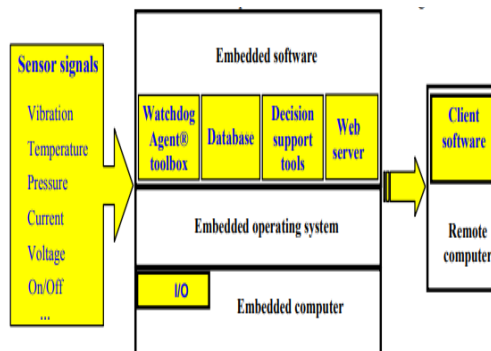 Sensor signals
Vibration
Temperature
Pressure
Current
Voltage
On/Off
...
Embedded software
Watchdog
Agent®
toolbox
Database
Decision
support
tools
Web
server
Embedded operating system
I/O
Embedded computer
Client
software
Remote
computer